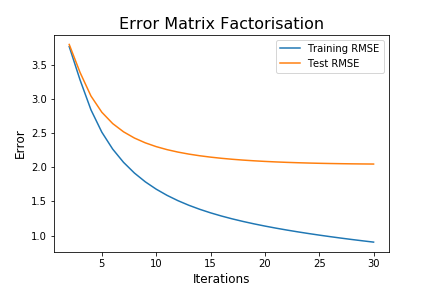 Error Matrix Factorisation
Training RMSE
Test RMSE
Error
3.5
3.0
2.5
2.0
1.5
1.0
5 10 15 20 25 30
Iterations